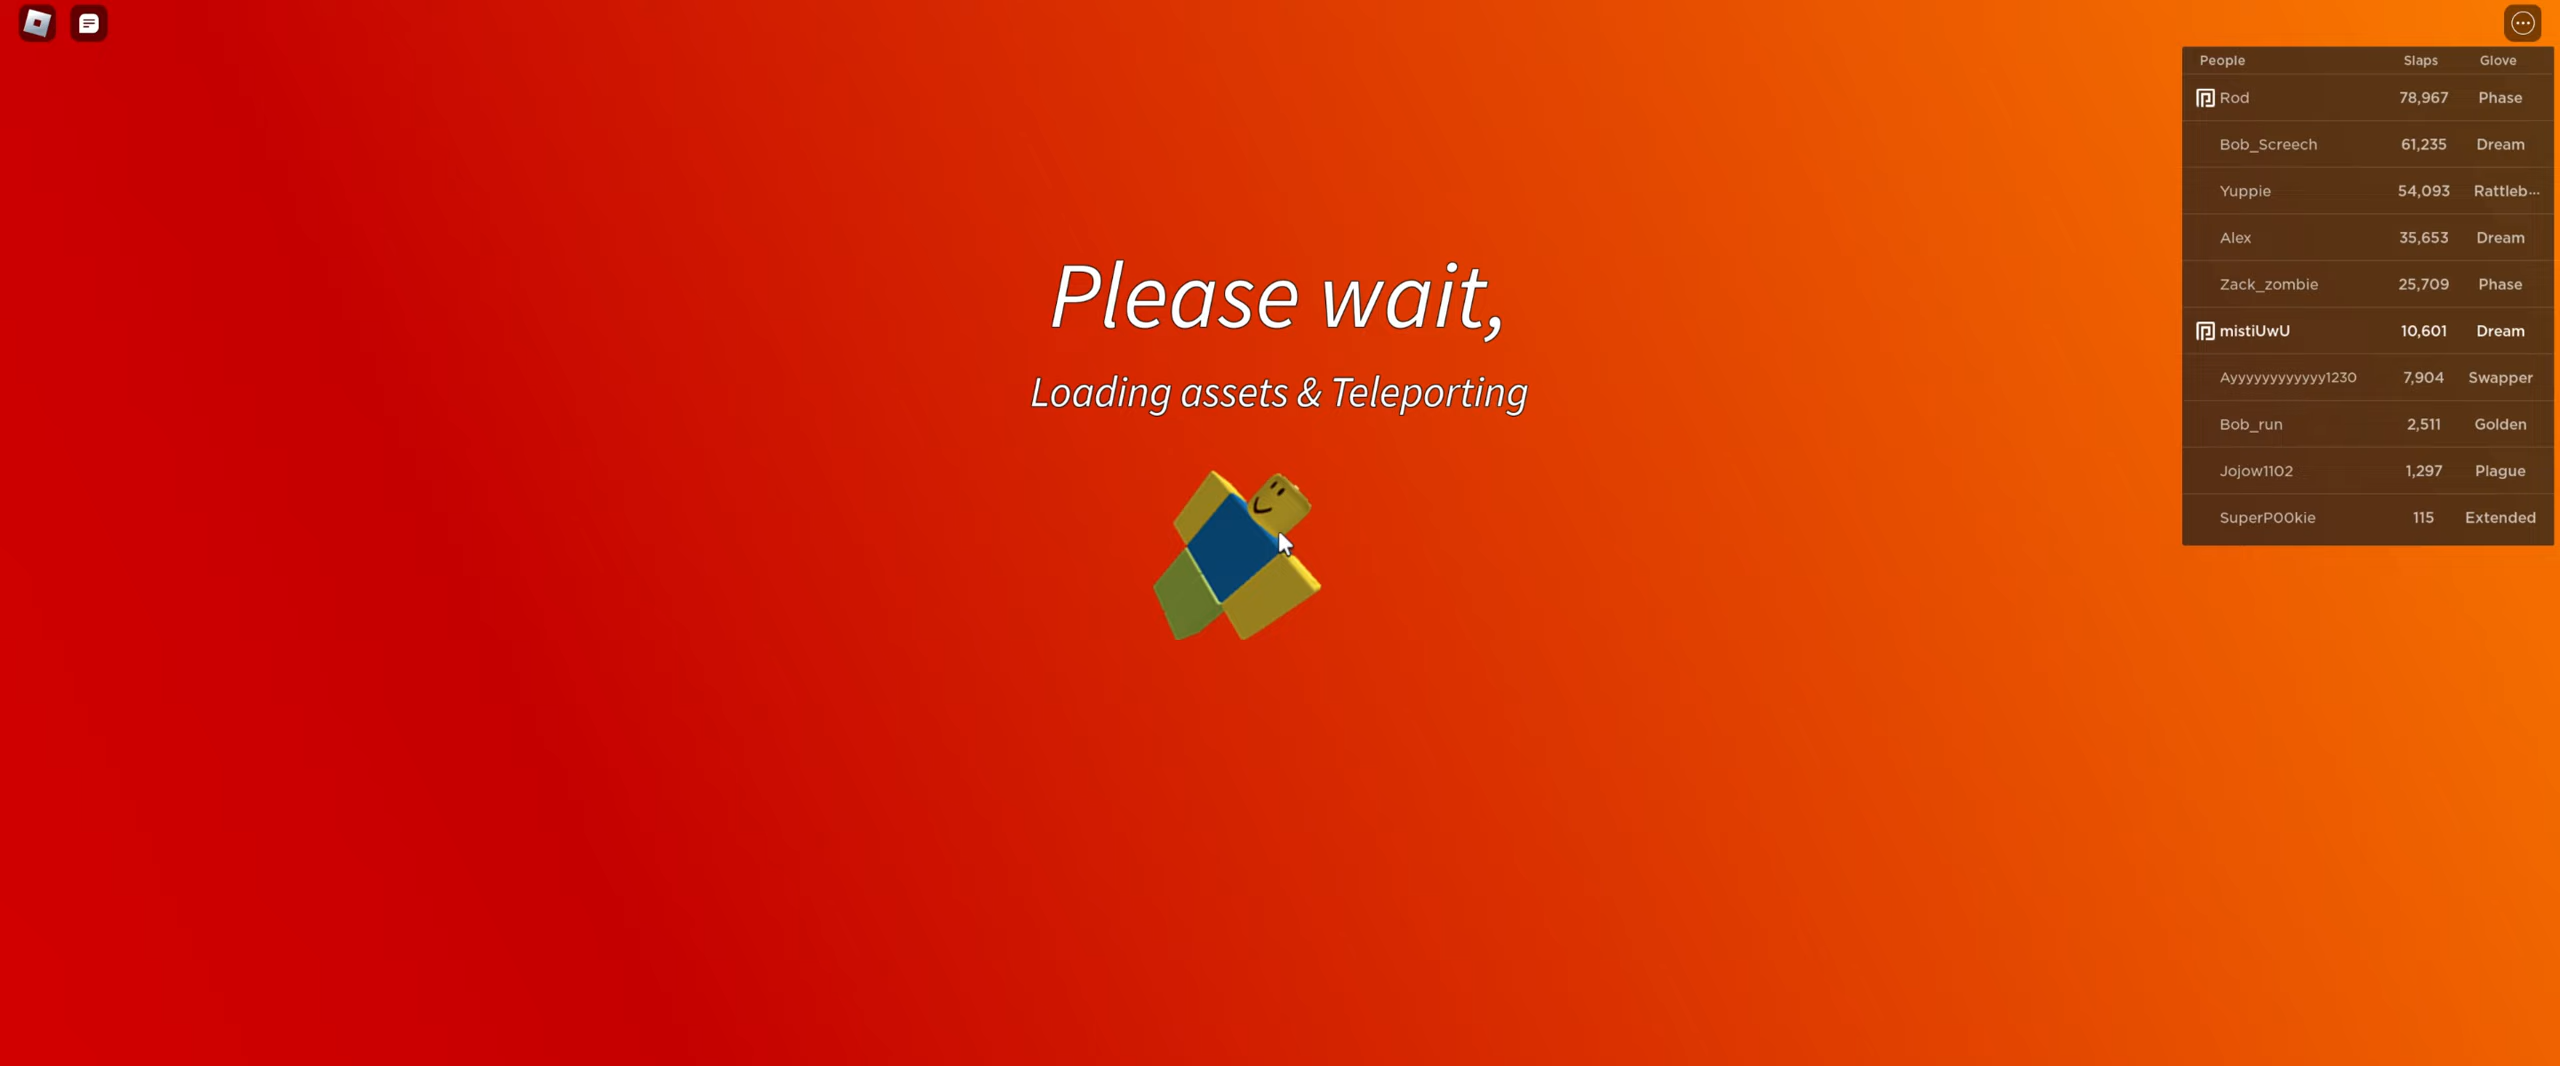 People Slaps Glove
Rod 78,967 Phase
Bob_Screech 61,235 Dream
Yuppie 54,093 Rattleb...
Alex 35,653 Dream
Zack_zombie 25,709 Phase
mistiUwU 10,601 Dream
Ayyyyyyyyyyyy1230 7,904 Swapper
Bob_run 2,511 Golden
Jojow1102 1,297 Plague
SuperP00kie 115 Extended
Please wait,
Loading assets & Teleporting